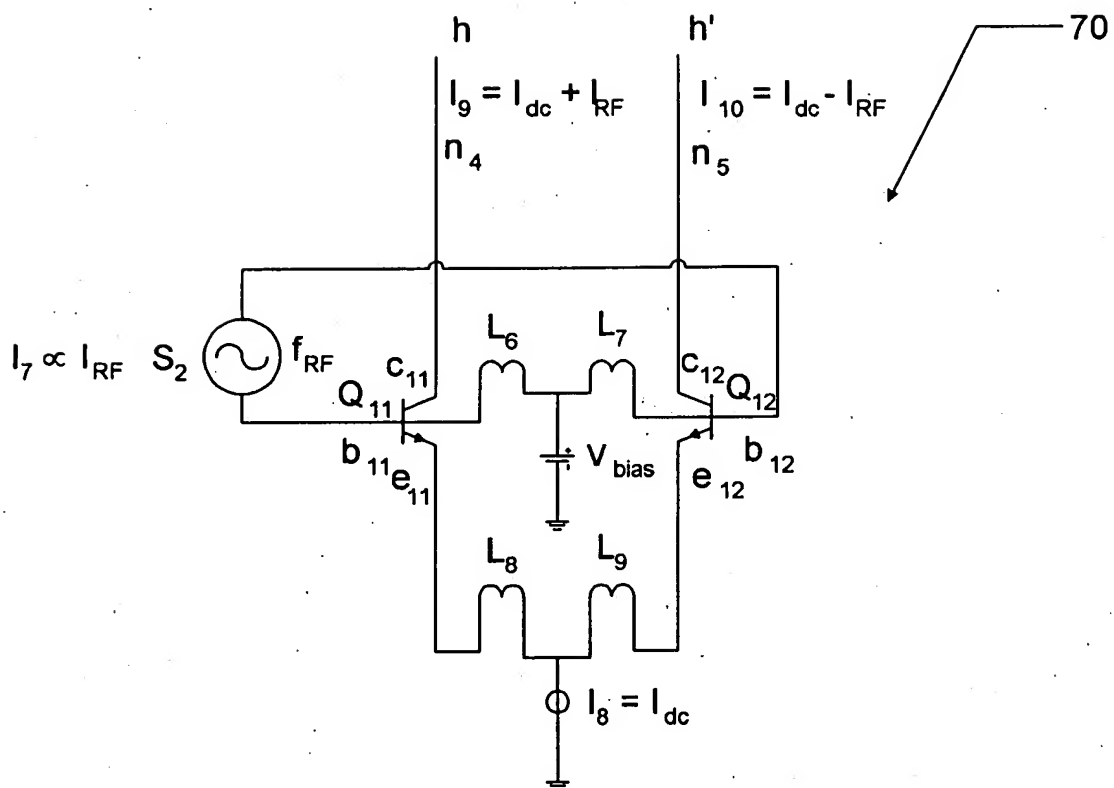 h h' 70
I9 = Idc + IRF I10 = Idc - IRF
n4 n5
L6 L7
I7 ∝ IRF S2 fRF c11 c12
Q11 Q12
b11 Vbias b12
e11 e12
+
-
L8 L9
I8 = Idc